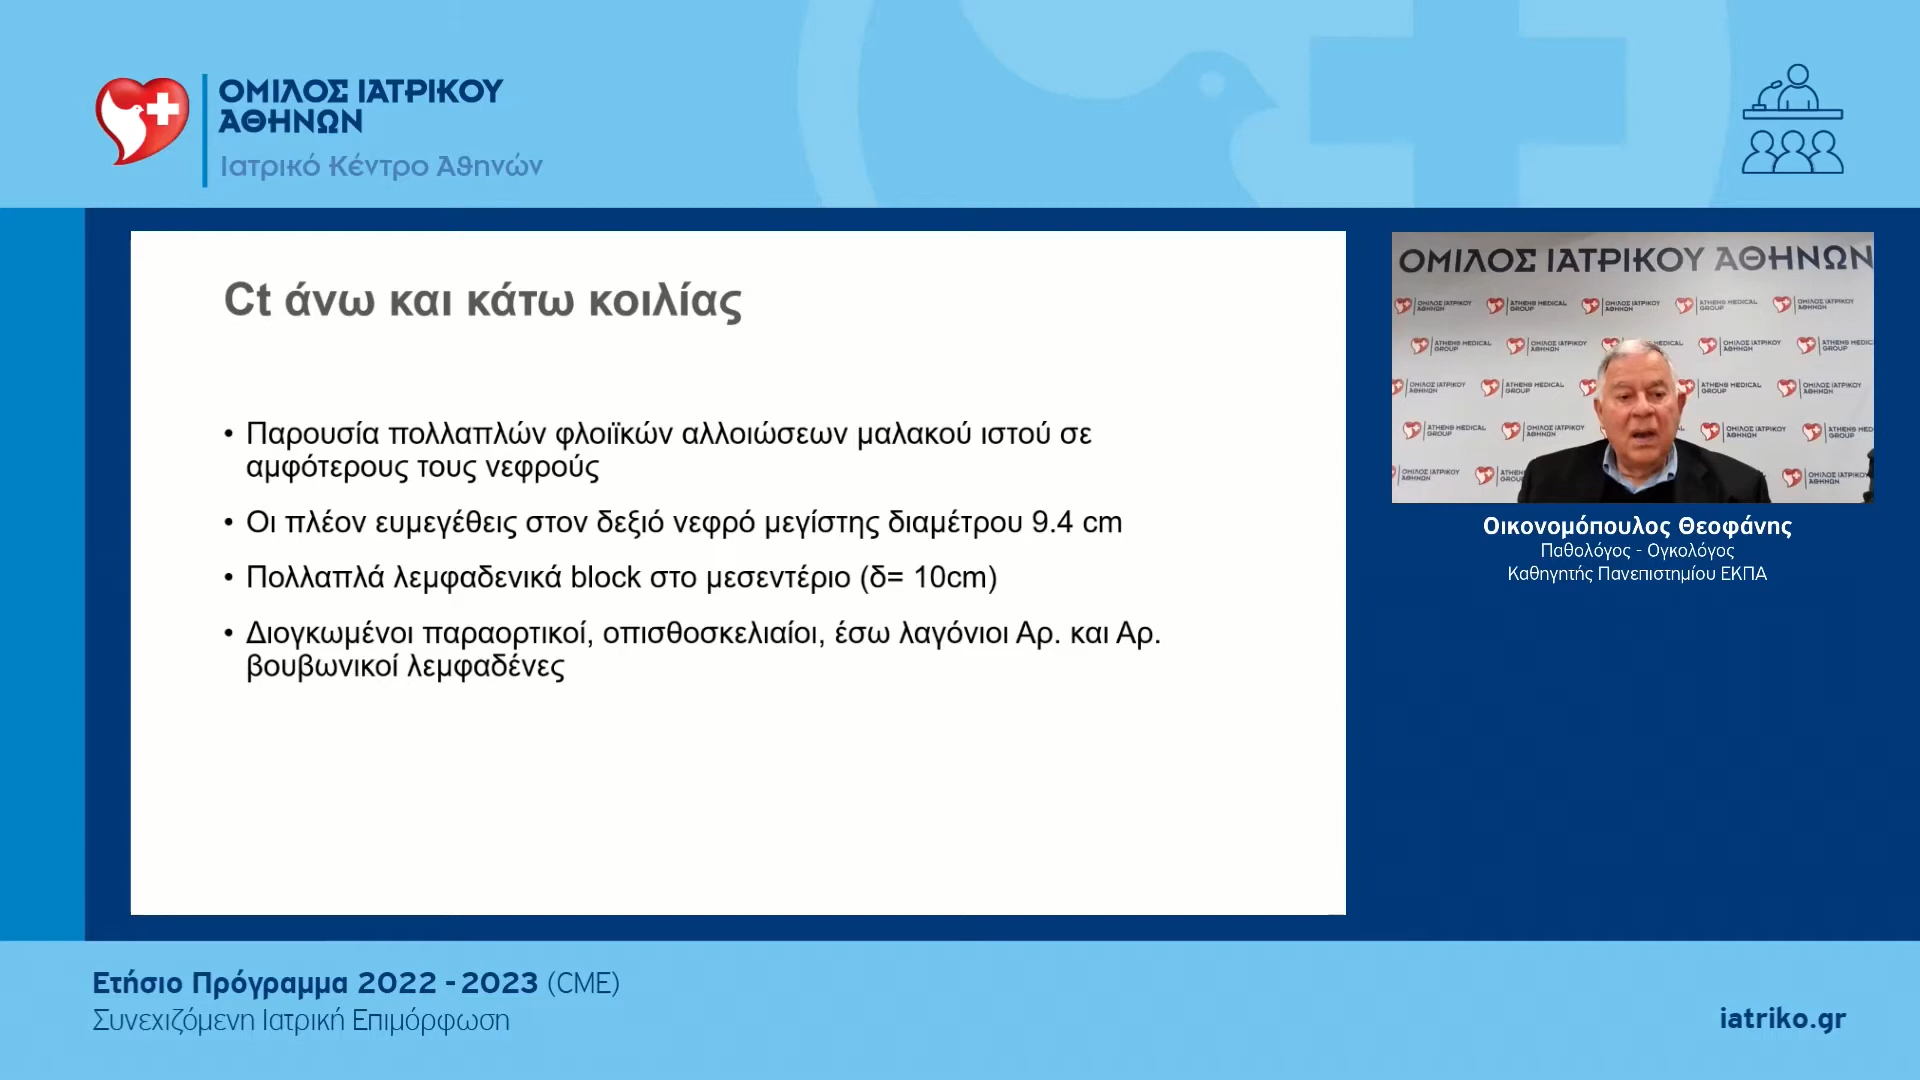 ΟΜΙΛΟΣ ΙΑΤΡΙΚΟΥ
ΑΘΗΝΩΝ
Ιατρικό Κέντρο Αθηνών
Ct άνω και κάτω κοιλίας
• Παρουσία πολλαπλών φλοιϊκών αλλοιώσεων μαλακού ιστού σε
αμφότερους τους νεφρούς
• Οι πλέον ευμεγέθεις στον δεξιό νεφρό μεγίστης διαμέτρου 9.4 cm
• Πολλαπλά λεμφαδενικά block στο μεσεντέριο (δ= 10cm)
• Διογκωμένοι παραορτικοί, οπισθοσκελιαίοι, έσω λαγόνιοι Αρ. και Αρ.
βουβωνικοί λεμφαδένες
ΟΜΙΛΟΣ ΙΑΤΡΙΚΟΥ ΑΘΗΝΩΝ
Οικονομόπουλος Θεοφάνης
Παθολόγος - Ογκολόγος
Καθηγητής Πανεπιστημίου ΕΚΠΑ
Ετήσιο Πρόγραμμα 2022 - 2023 (CME)
Συνεχιζόμενη Ιατρική Επιμόρφωση
iatriko.gr